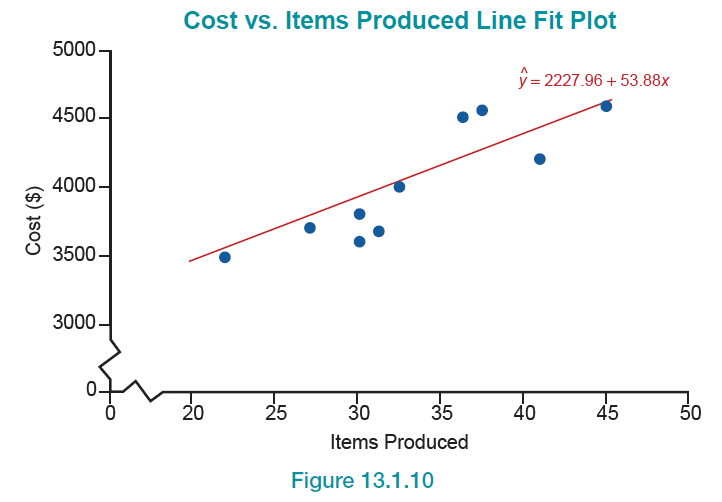 Cost vs. Items Produced Line Fit Plot
5000
ŷ = 2227.96 + 53.88x
4500
4000
Cost ($)
3500
3000
0
0 20 25 30 35 40 45 50
Items Produced
Figure 13.1.10